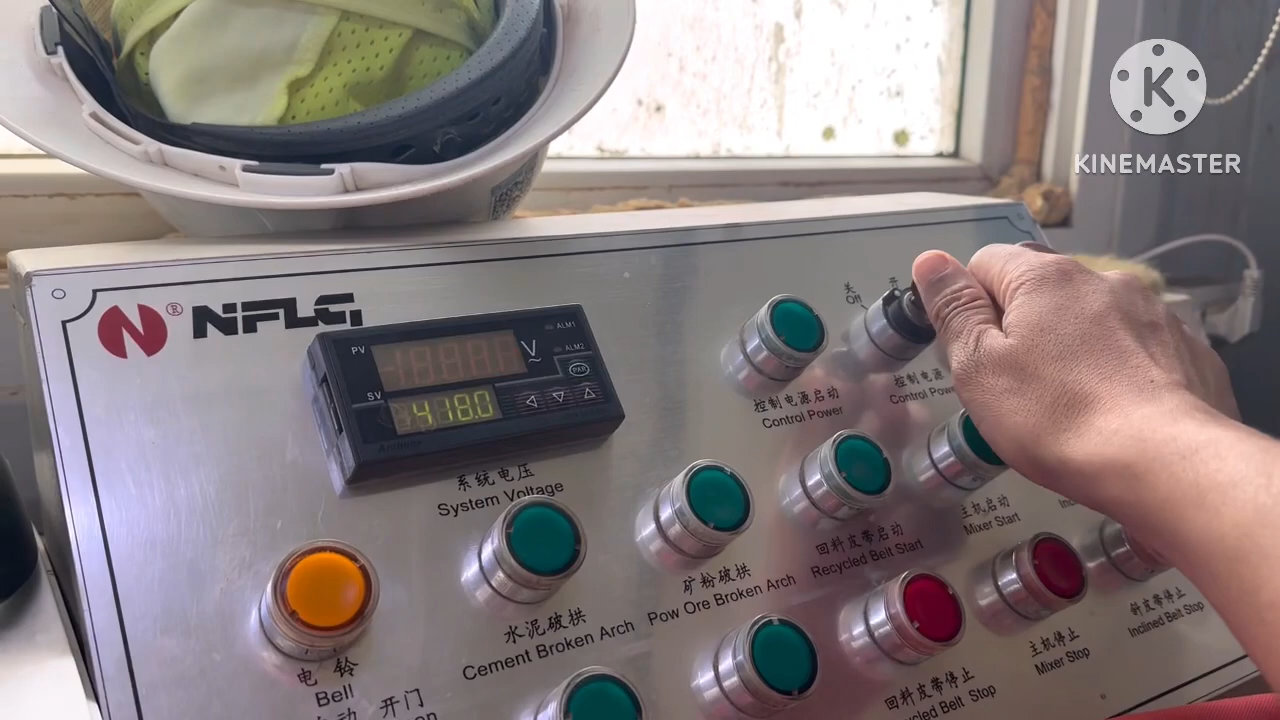 KINEMASTER
NFLG
®
PV
V
ALM1
ALM2
PAR
SV
418.0
系统电压
System Voltage
关
Off
开
控制电源启动
Control Power
控制电源
Control Power
水泥破拱
Cement Broken Arch
矿粉破拱
Pow Ore Broken Arch
回料皮带启动
Recycled Belt Start
主机启动
Mixer Start
电铃
Bell
开门
回料皮带停止
Belt Stop
主机停止
Mixer Stop
斜皮带停止
Inclined Belt Stop